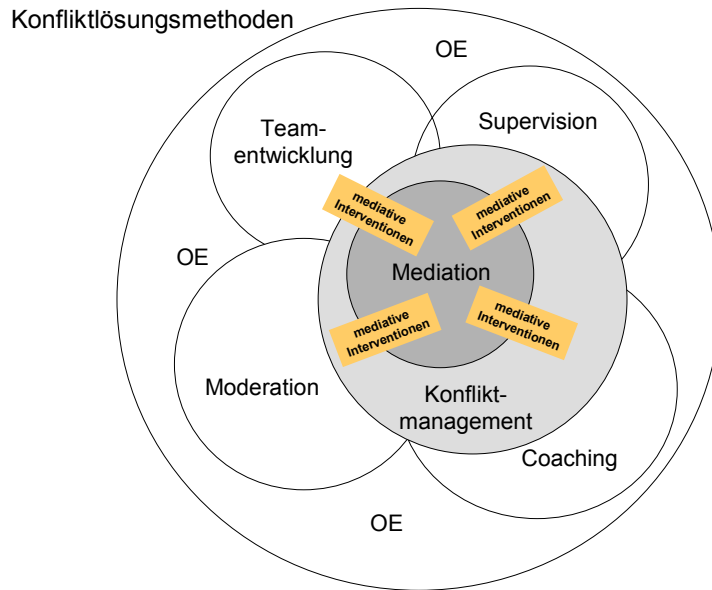 Konfliktlösungsmethoden
OE
Team-
entwicklung
Supervision
mediative
Interventionen
mediative
Interventionen
OE
Mediation
mediative
Interventionen
mediative
Interventionen
Moderation
Konflikt-
management
Coaching
OE